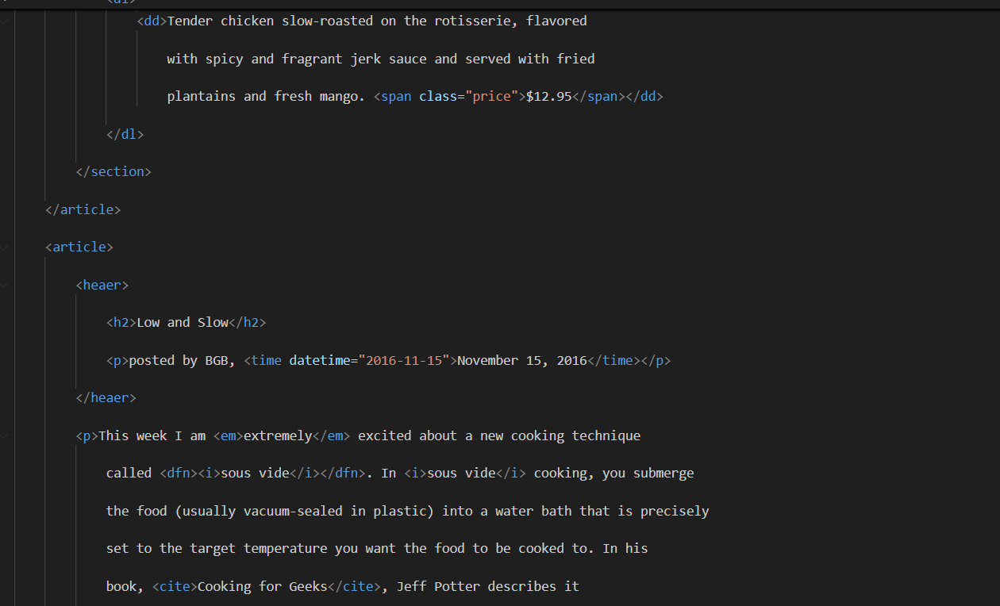 <dl>
<dd>Tender chicken slow-roasted on the rotisserie, flavored
with spicy and fragrant jerk sauce and served with fried
plantains and fresh mango. <span class="price">$12.95</span></dd>
</dl>
</section>
</article>
<article>
<heaer>
<h2>Low and Slow</h2>
<p>posted by BGB, <time datetime="2016-11-15">November 15, 2016</time></p>
</heaer>
<p>This week I am <em>extremely</em> excited about a new cooking technique
called <dfn><i>sous vide</i></dfn>. In <i>sous vide</i> cooking, you submerge
the food (usually vacuum-sealed in plastic) into a water bath that is precisely
set to the target temperature you want the food to be cooked to. In his
book, <cite>Cooking for Geeks</cite>, Jeff Potter describes it